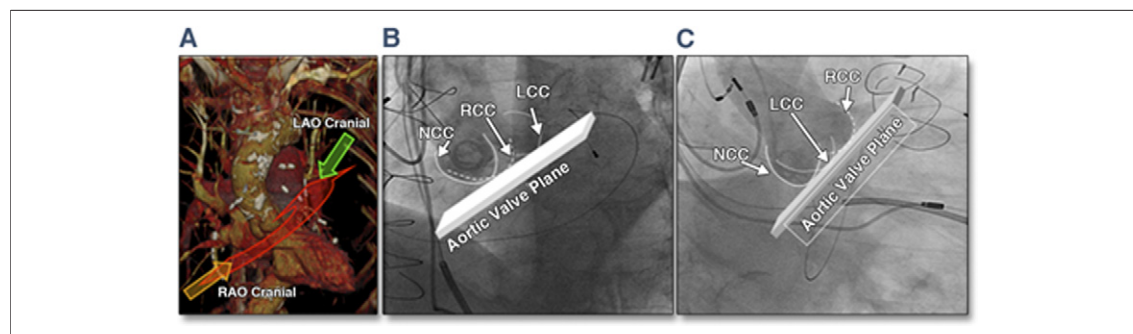 A
B
C
LAO Cranial
RAO Cranial
NCC
RCC
LCC
Aortic Valve Plane
NCC
LCC
RCC
Aortic Valve Plane